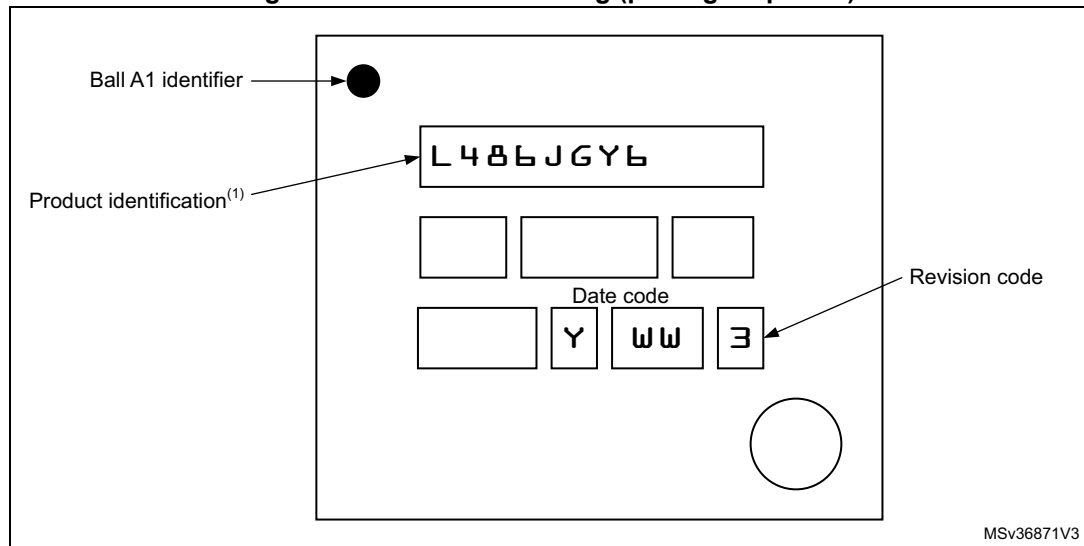 Ball A1 identifier
L486JGY6
Product identification(1)
Revision code
Date code
Y WW 3
MSv36871V3